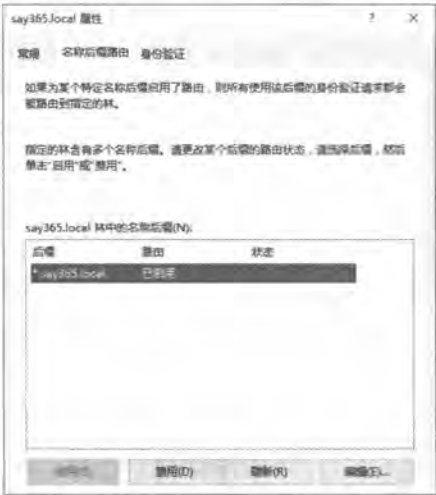 say365.local 属性
? ×
常规 名称后缀路由 身份验证
如果为某个特定名称后缀启用了路由，则所有使用该后缀的身份验证请求都会
被路由到指定的林。
指定的林含有多个名称后缀。请更改某个后缀的路由状态，请选择后缀，然后
单击“启用”或“禁用”。
say365.local 林中的名称后缀(N):
后缀 路由 状态
*.say365.local 已启用
禁用(D) 刷新(R) 编辑(E)...